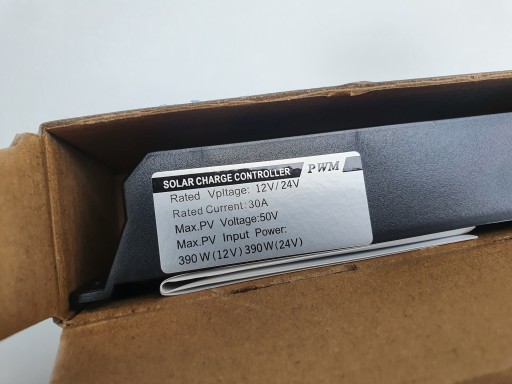 SOLAR CHARGE CONTROLLER PWM
Rated Vpltage: 12V/24V
Rated Current: 30A
Max.PV Voltage:50V
Max.PV Input Power:
390W(12V) 390W(24V)